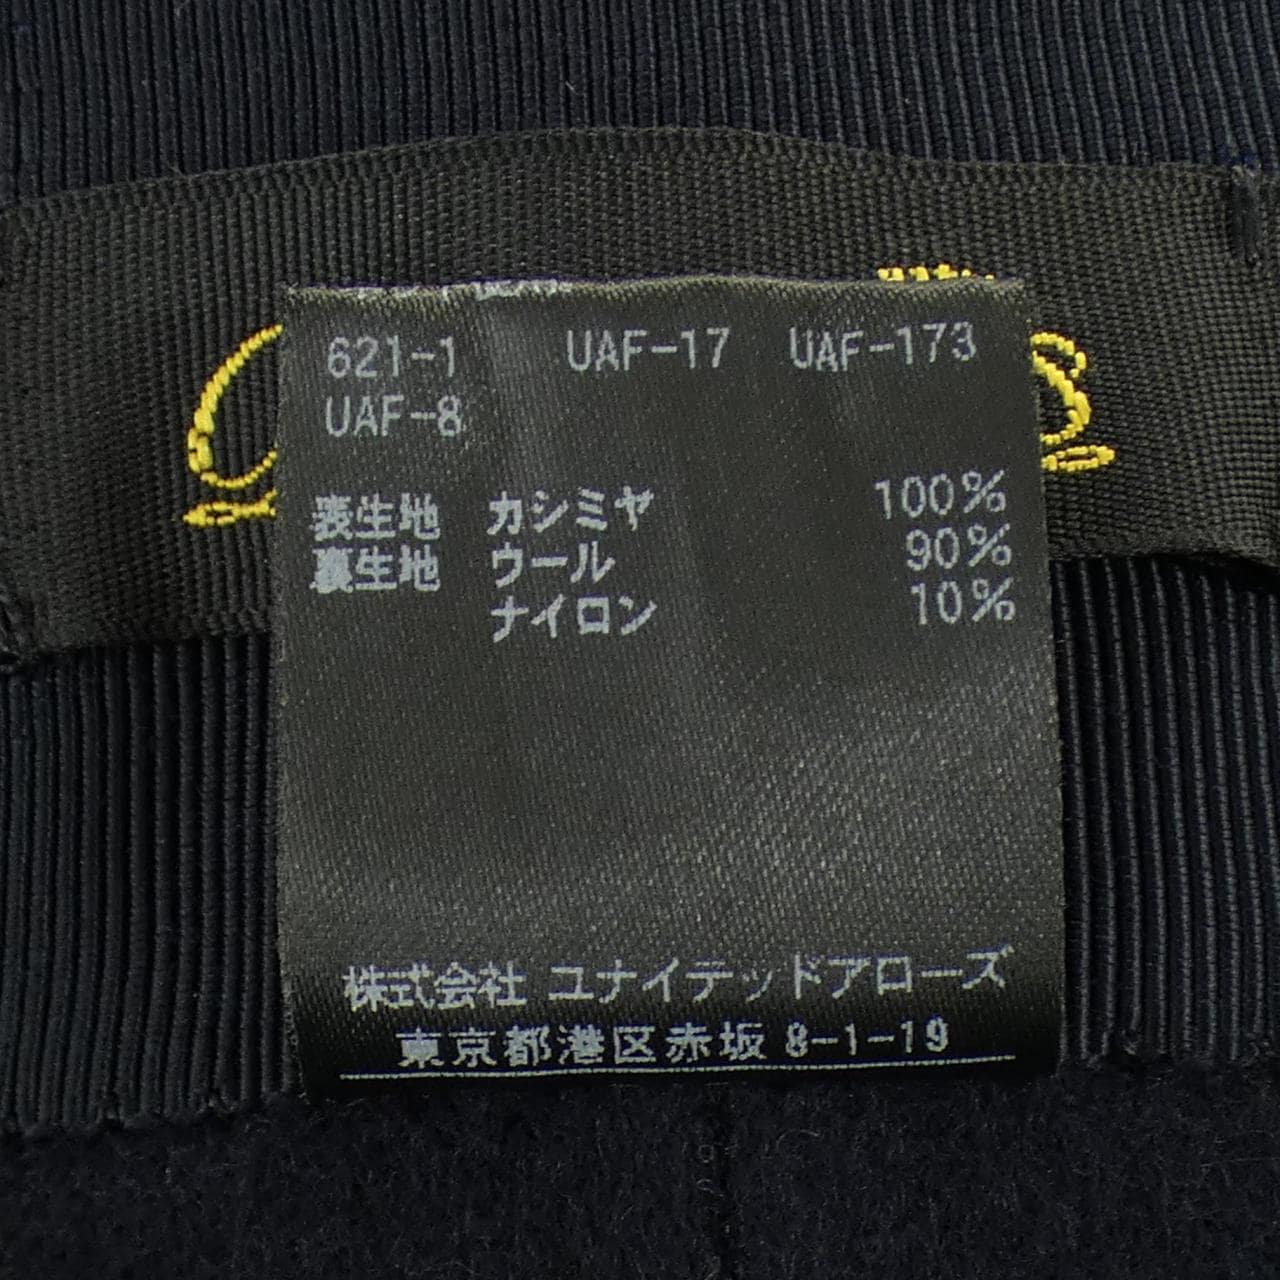 621-1 UAF-17 UAF-173
UAF-8
表生地 カシミヤ 100%
裏生地 ウール 90%
ナイロン 10%
株式会社 ユナイテッドアローズ
東京都港区赤坂 8-1-19